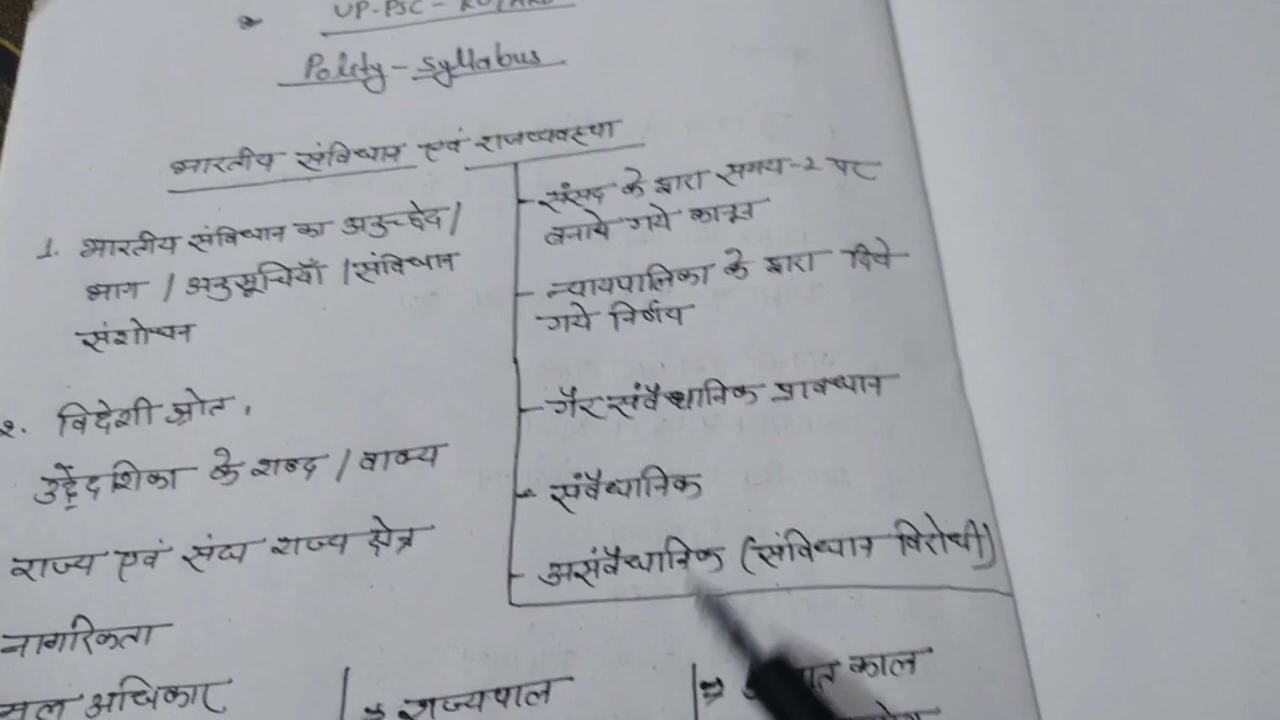 UP-PSC -
Polity - Syllabus
भारतीय संविधान एवं राजव्यवस्था
1. भारतीय संविधान का अनुच्छेद /
भाग / अनुसूचियाँ / संविधान
संशोधन
2. विदेशी स्रोत,
उद्देशिका के शब्द / वाक्य
राज्य एवं संघ राज्य क्षेत्र
नागरिकता
मूल अधिकार
- संसद के द्वारा समय-2 पर
बनाये गये कानून
- न्यायपालिका के द्वारा दिये
गये निर्णय
- गैर संवैधानिक प्रावधान
- संवैधानिक
- असंवैधानिक (संविधान विरोधी)
→ राज्यपाल
→ काल